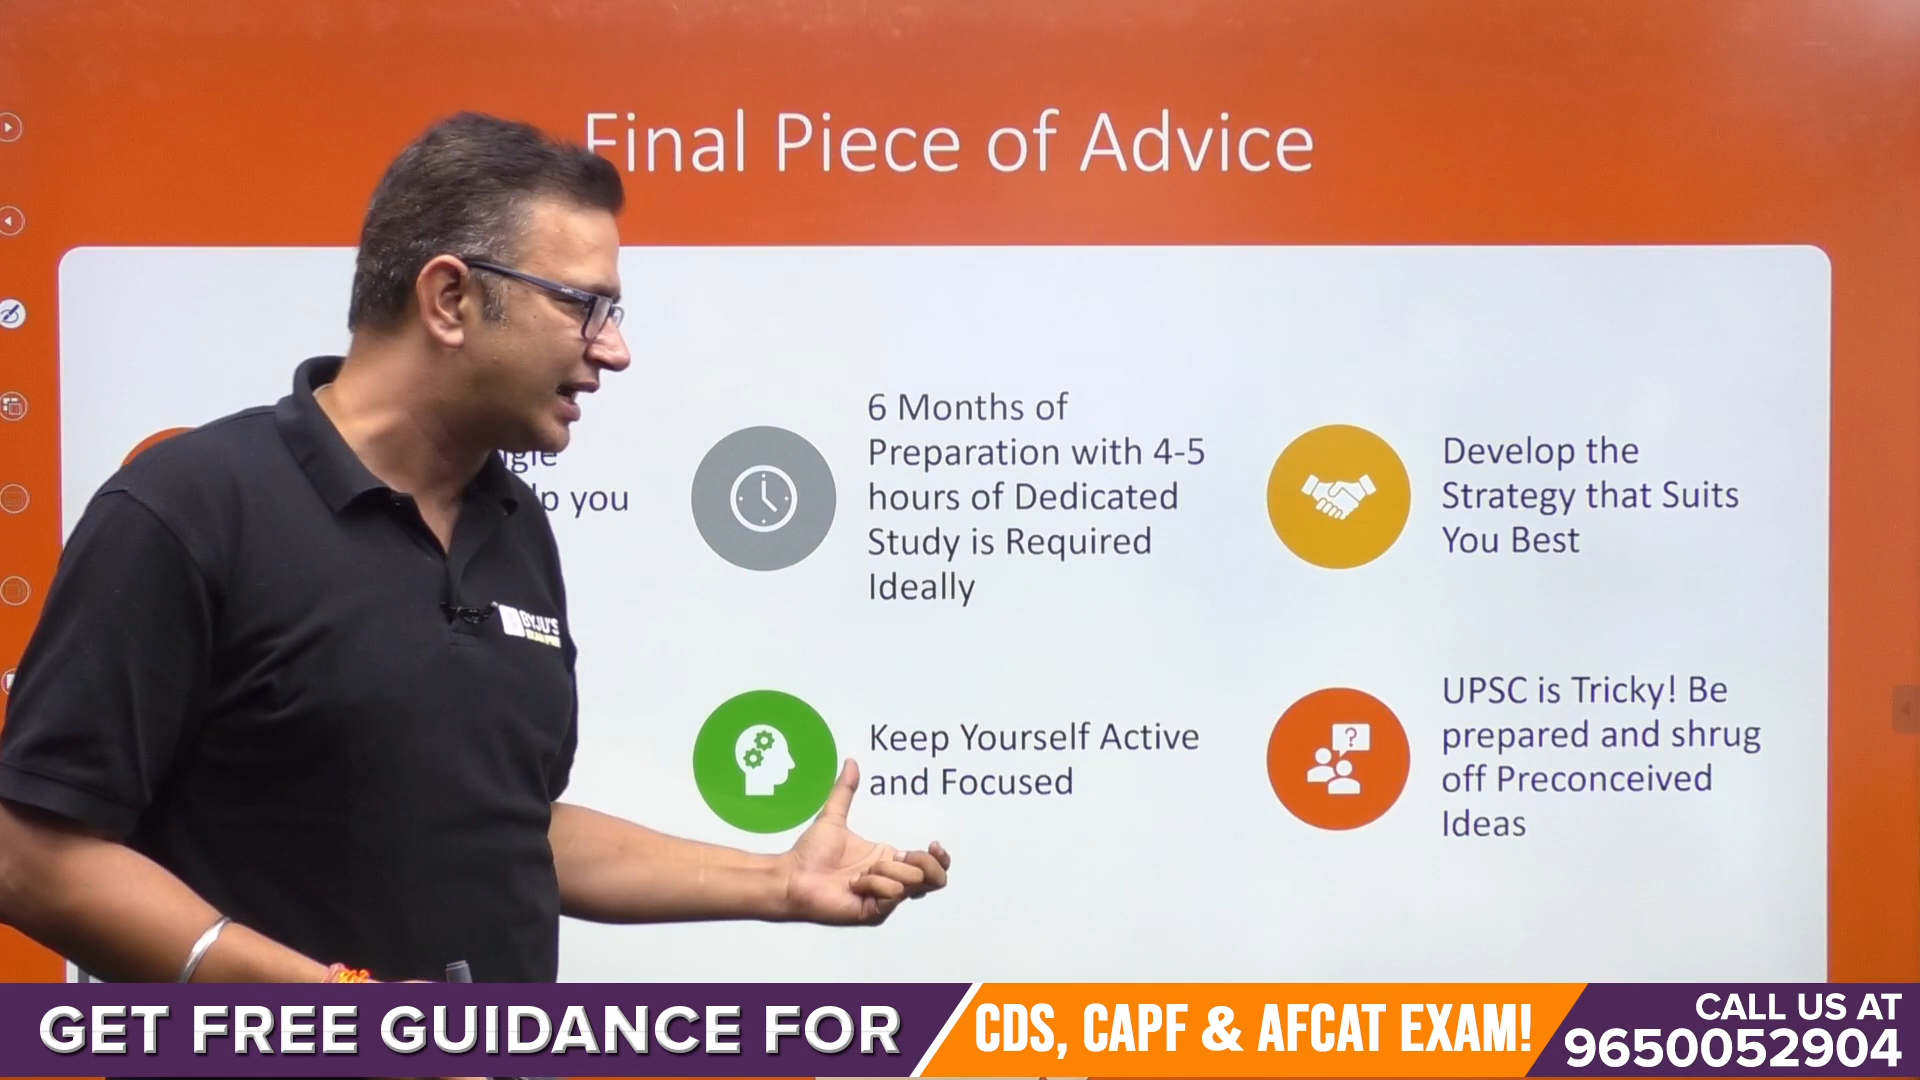 Final Piece of Advice
p you
6 Months of
Preparation with 4-5
hours of Dedicated
Study is Required
Ideally
Develop the
Strategy that Suits
You Best
Keep Yourself Active
and Focused
UPSC is Tricky! Be
prepared and shrug
off Preconceived
Ideas
BYJU'S
GET FREE GUIDANCE FOR
CDS, CAPF & AFCAT EXAM!
CALL US AT
9650052904